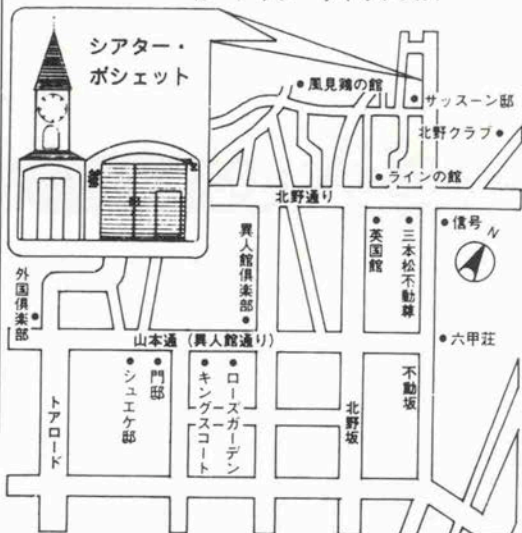 シアター・
ポシェット
風見鶏の館
サッスーン邸
北野クラブ
ラインの館
北野通り
信号
N
英国館
三本松不動尊
異人館倶楽部
外国倶楽部
山本通（異人館通り）
六甲荘
不動坂
門邸
シュエケ邸
ローズガーデン
キングスコート
北野坂
トアロード